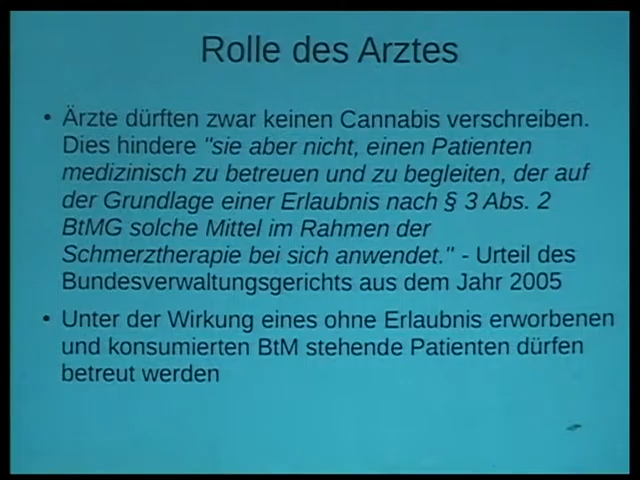 Rolle des Arztes
• Ärzte dürften zwar keinen Cannabis verschreiben.
Dies hindere "sie aber nicht, einen Patienten
medizinisch zu betreuen und zu begleiten, der auf
der Grundlage einer Erlaubnis nach § 3 Abs. 2
BtMG solche Mittel im Rahmen der
Schmerztherapie bei sich anwendet." - Urteil des
Bundesverwaltungsgerichts aus dem Jahr 2005
• Unter der Wirkung eines ohne Erlaubnis erworbenen
und konsumierten BtM stehende Patienten dürfen
betreut werden